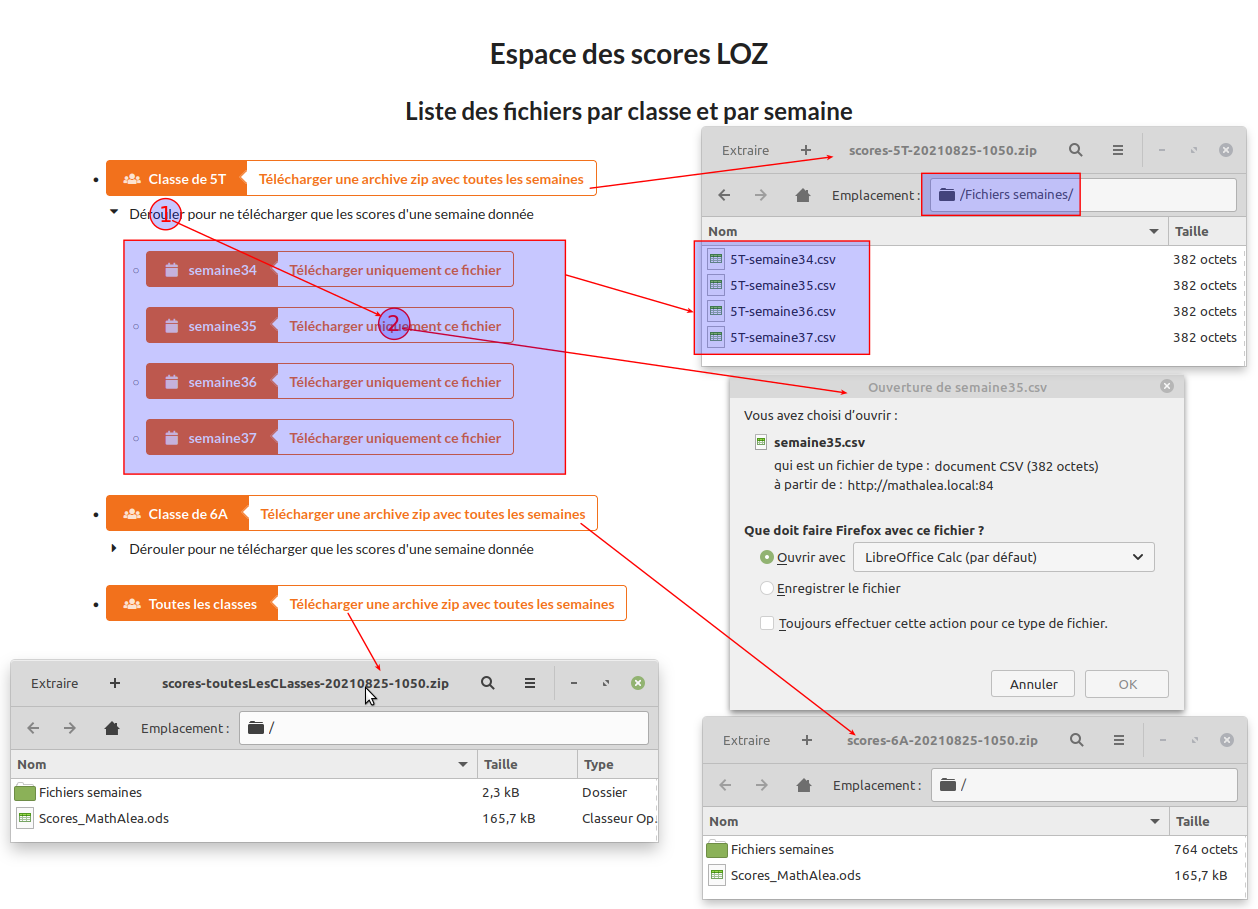 Espace des scores LOZ
Liste des fichiers par classe et par semaine
Classe de 5T Télécharger une archive zip avec toutes les semaines
Dérouler pour ne télécharger que les scores d'une semaine donnée
1
semaine34 Télécharger uniquement ce fichier
semaine35 Télécharger uniquement ce fichier
2
semaine36 Télécharger uniquement ce fichier
semaine37 Télécharger uniquement ce fichier
Classe de 6A Télécharger une archive zip avec toutes les semaines
Dérouler pour ne télécharger que les scores d'une semaine donnée
Toutes les classes Télécharger une archive zip avec toutes les semaines
Extraire + scores-5T-20210825-1050.zip
Emplacement : /Fichiers semaines/
Nom Taille
5T-semaine34.csv 382 octets
5T-semaine35.csv 382 octets
5T-semaine36.csv 382 octets
5T-semaine37.csv 382 octets
Ouverture de semaine35.csv
Vous avez choisi d'ouvrir :
semaine35.csv
qui est un fichier de type : document CSV (382 octets)
à partir de : http://mathalea.local:84
Que doit faire Firefox avec ce fichier ?
Ouvrir avec LibreOffice Calc (par défaut)
Enregistrer le fichier
Toujours effectuer cette action pour ce type de fichier.
Annuler OK
Extraire + scores-toutesLesCLasses-20210825-1050.zip
Emplacement : /
Nom Taille Type
Fichiers semaines 2,3 kB Dossier
Scores_MathAlea.ods 165,7 kB Classeur Op.
Extraire + scores-6A-20210825-1050.zip
Emplacement : /
Nom Taille
Fichiers semaines 764 octets
Scores_MathAlea.ods 165,7 kB